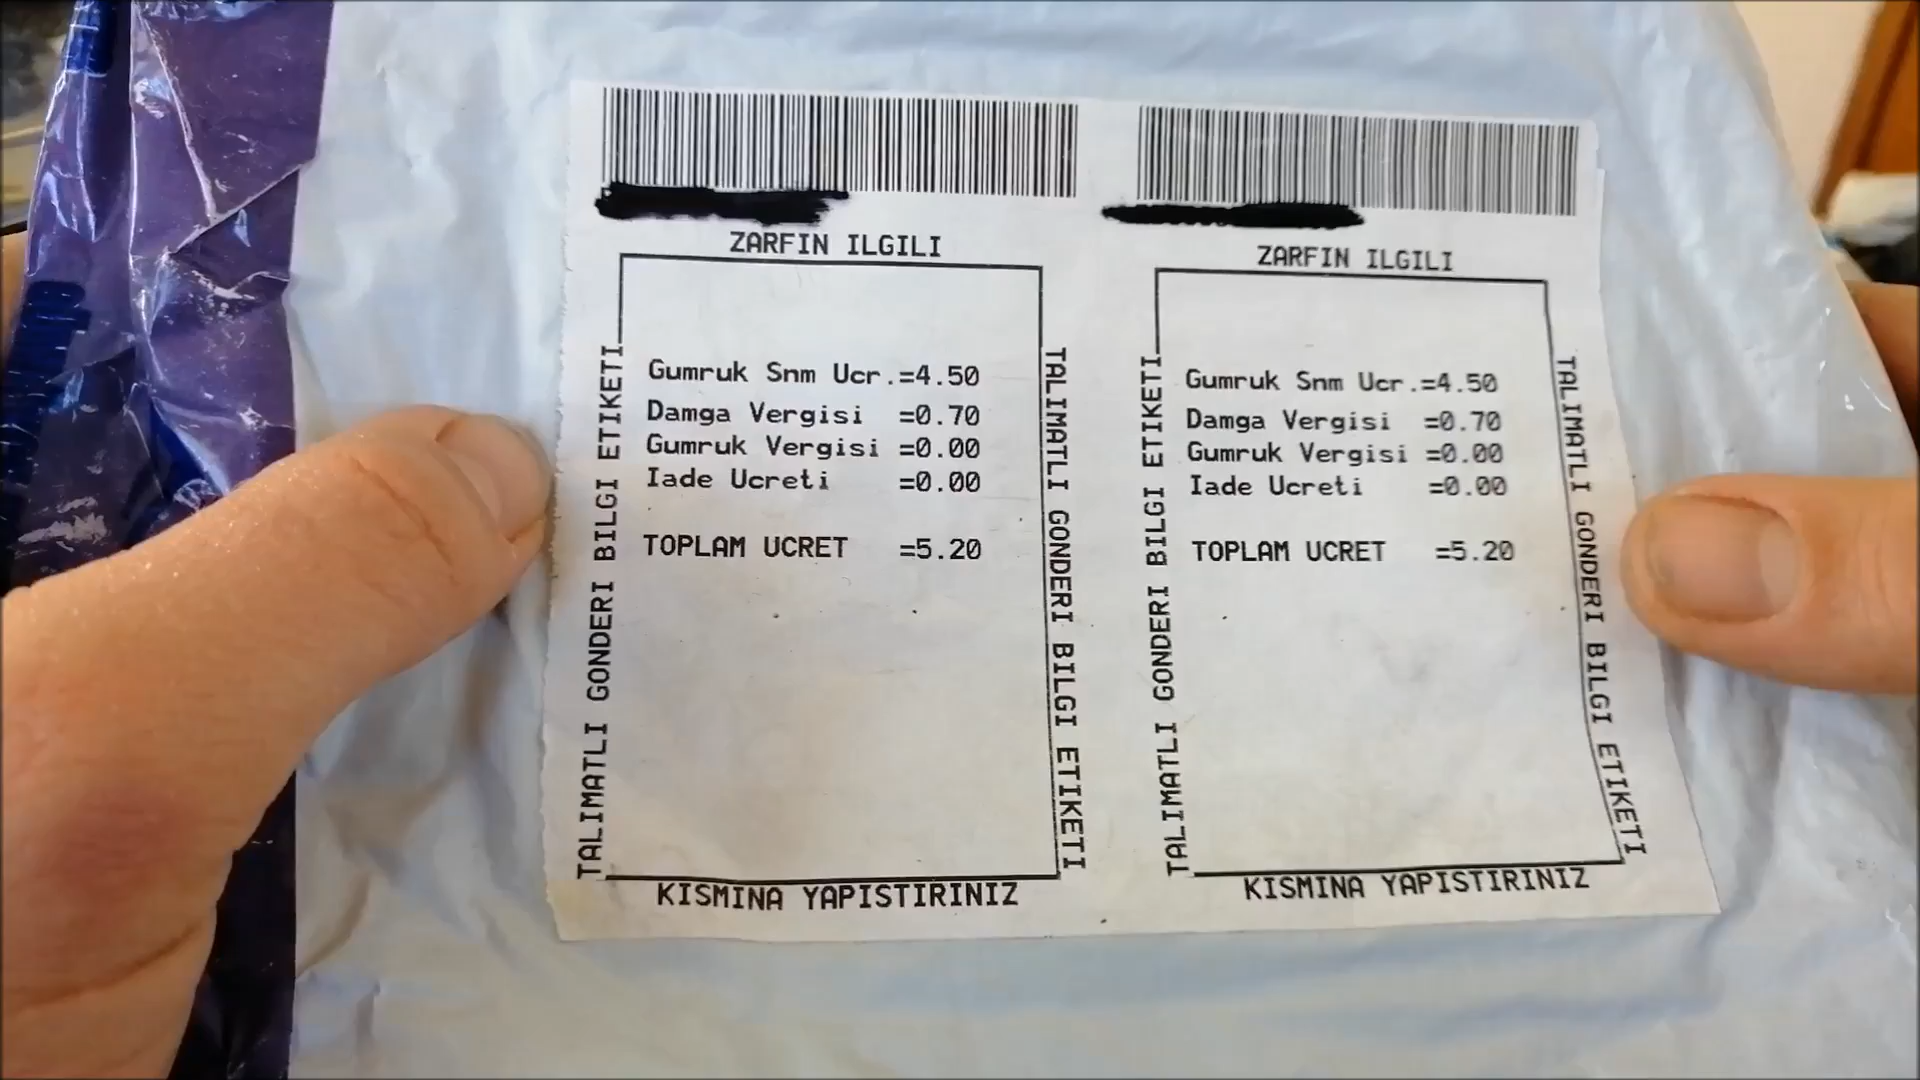 ZARFIN ILGILI
TALIMATLI GONDERI BILGI ETIKETI
Gumruk Snm Ucr.=4.50
Damga Vergisi =0.70
Gumruk Vergisi =0.00
Iade Ucreti =0.00
TOPLAM UCRET =5.20
TALIMATLI GONDERI BILGI ETIKETI
KISMINA YAPISTIRINIZ
ZARFIN ILGILI
TALIMATLI GONDERI BILGI ETIKETI
Gumruk Snm Ucr.=4.50
Damga Vergisi =0.70
Gumruk Vergisi =0.00
Iade Ucreti =0.00
TOPLAM UCRET =5.20
TALIMATLI GONDERI BILGI ETIKETI
KISMINA YAPISTIRINIZ